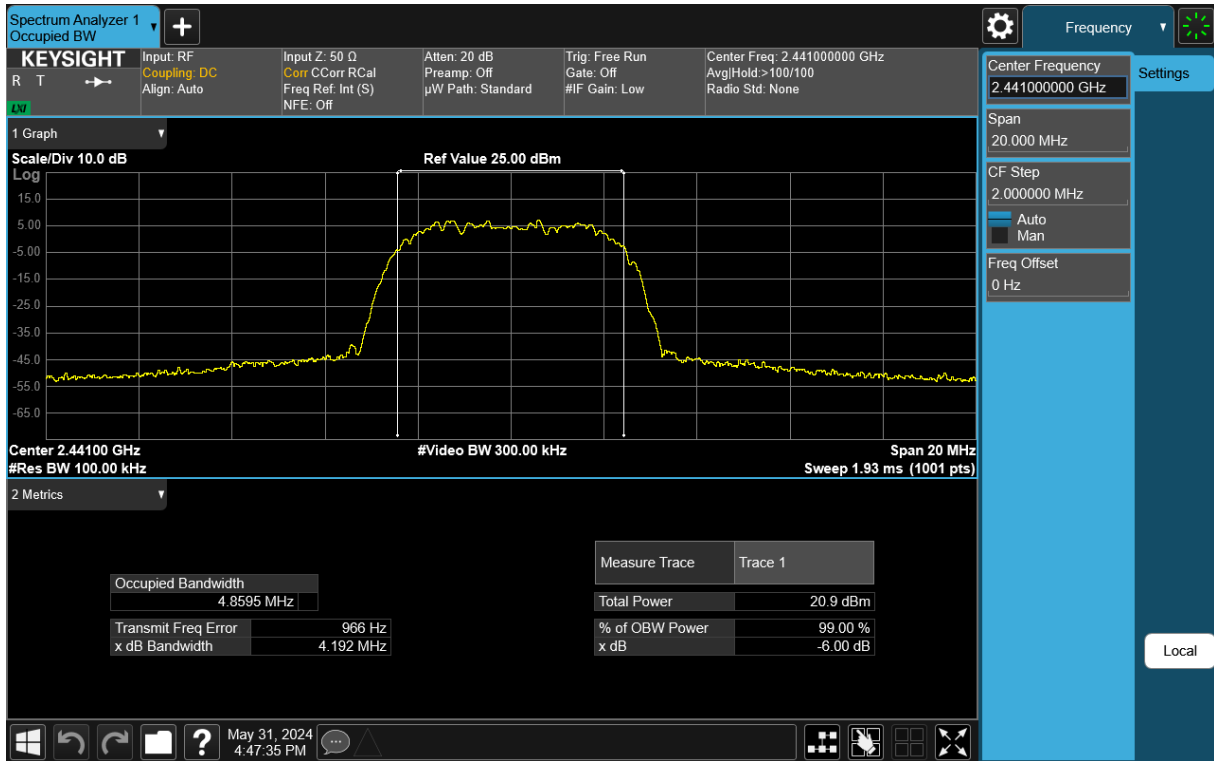 Spectrum Analyzer 1
Occupied BW
Frequency
KEYSIGHT
R T
LXI
Input: RF
Coupling: DC
Align: Auto
Input Z: 50 Ω
Corr CCorr RCal
Freq Ref: Int (S)
NFE: Off
Atten: 20 dB
Preamp: Off
µW Path: Standard
Trig: Free Run
Gate: Off
#IF Gain: Low
Center Freq: 2.441000000 GHz
Avg|Hold:>100/100
Radio Std: None
Center Frequency
2.441000000 GHz
Settings
Span
20.000 MHz
CF Step
2.000000 MHz
Auto
Man
Freq Offset
0 Hz
Local
1 Graph
Scale/Div 10.0 dB
Ref Value 25.00 dBm
Log
15.0
5.00
-5.00
-15.0
-25.0
-35.0
-45.0
-55.0
-65.0
Center 2.44100 GHz
#Video BW 300.00 kHz
Span 20 MHz
#Res BW 100.00 kHz
Sweep 1.93 ms (1001 pts)
2 Metrics
Measure Trace Trace 1
Occupied Bandwidth
4.8595 MHz
Total Power 20.9 dBm
Transmit Freq Error 966 Hz
% of OBW Power 99.00 %
x dB Bandwidth 4.192 MHz
x dB -6.00 dB
?
May 31, 2024
4:47:35 PM